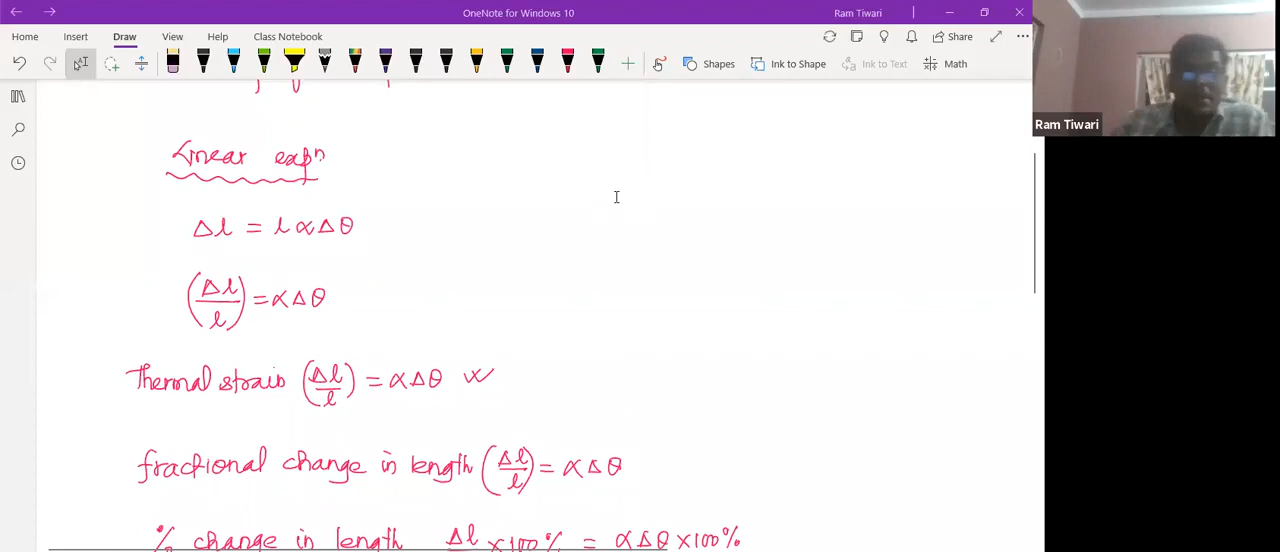 OneNote for Windows 10
Ram Tiwari
Home Insert Draw View Help Class Notebook
Share
Shapes Ink to Shape Ink to Text Math
Ram Tiwari
Linear expn
Δl = l α Δθ
(Δl/l) = α Δθ
Thermal strain (Δl/l) = α Δθ
fractional change in length (Δl/l) = α Δθ
% change in length Δl/ ×100% = α Δθ ×100%